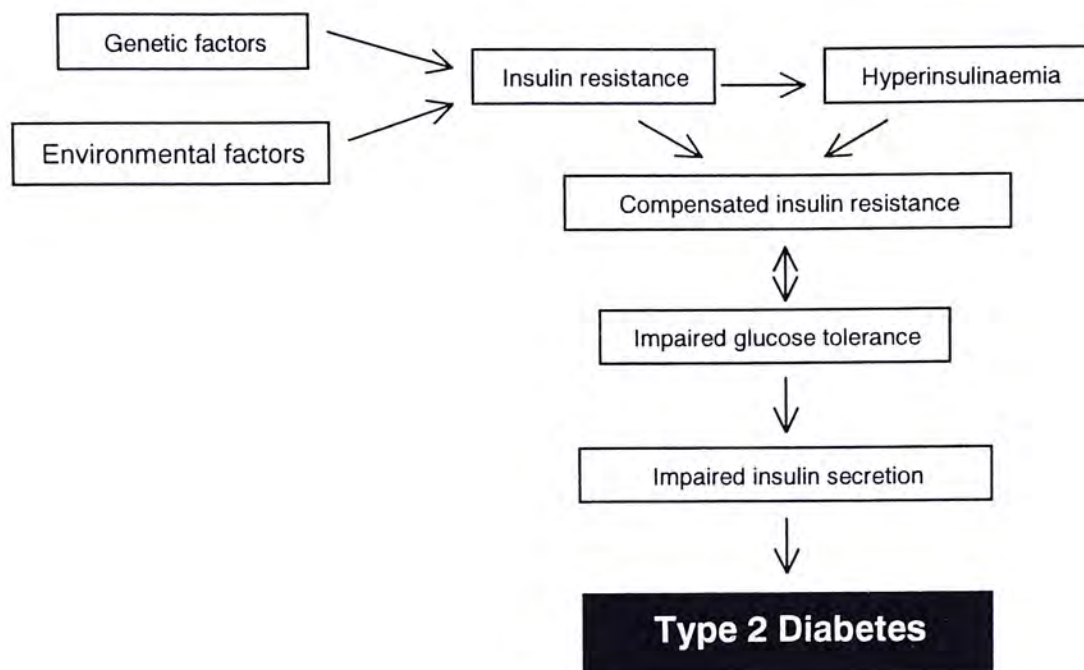 Genetic factors
Insulin resistance
Hyperinsulinaemia
Environmental factors
Compensated insulin resistance
Impaired glucose tolerance
Impaired insulin secretion
Type 2 Diabetes